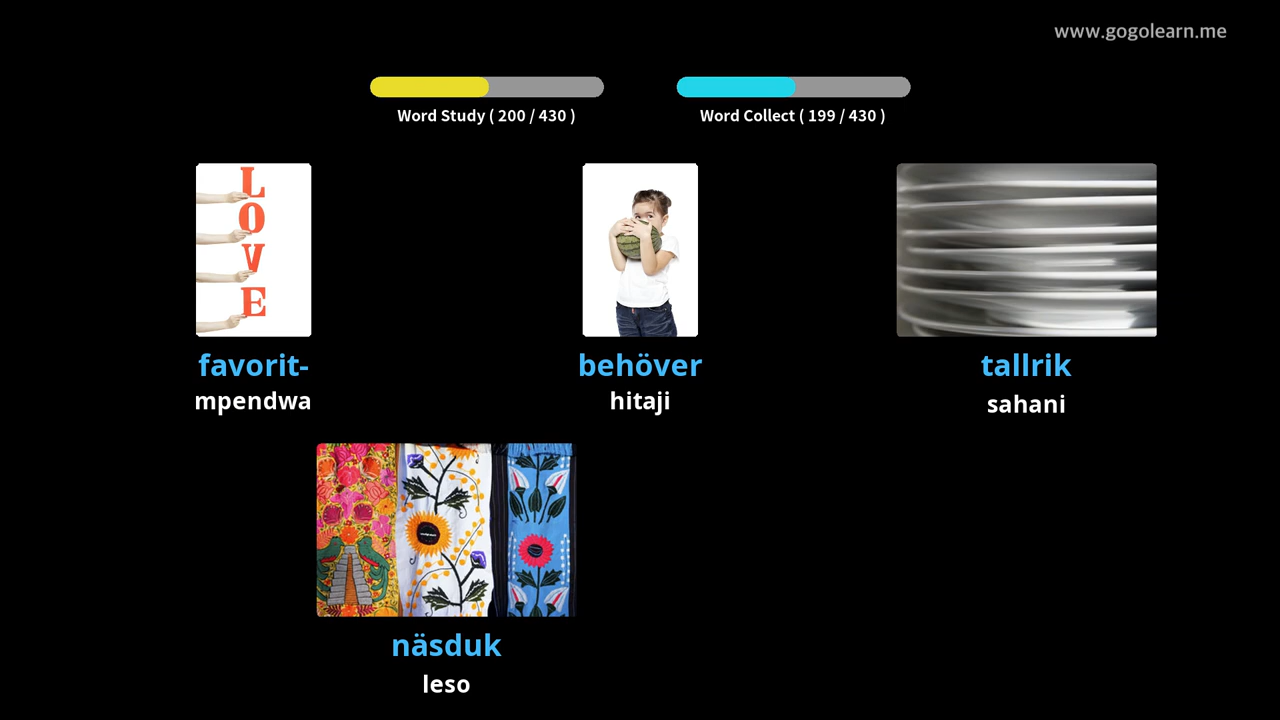 www.gogolearn.me
Word Study ( 200 / 430 )
Word Collect ( 199 / 430 )
L
O
V
E
favorit-
mpendwa
behöver
hitaji
tallrik
sahani
näsduk
leso